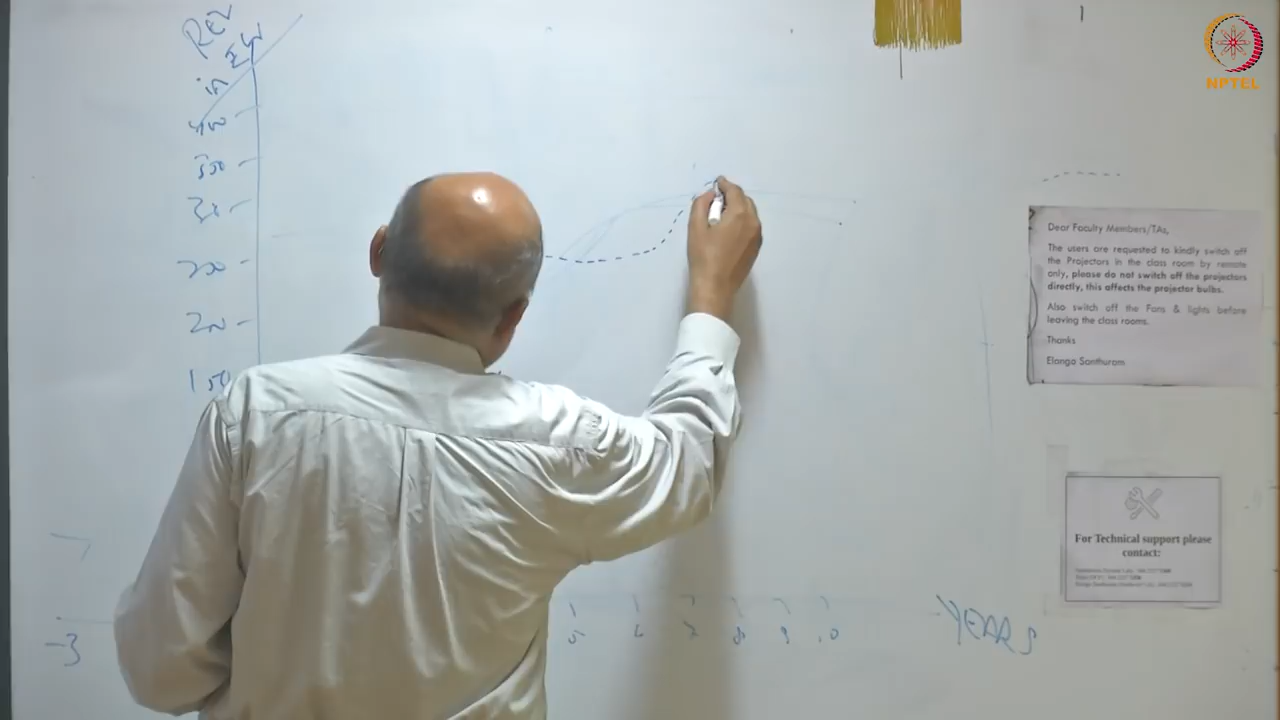 REV
in
NPTEL
400
350
30
200
150
Dear Faculty Members/TAs,
The users are requested to kindly switch off
the Projectors in the class room by remote
only, please do not switch off the projectors
directly, this affects the projector bulbs.
Also switch off the Fans & lights before
leaving the class rooms.
Thanks
Elango Santhuram
For Technical support please
contact:
-3
5
6
7
8
9
10
YEARS